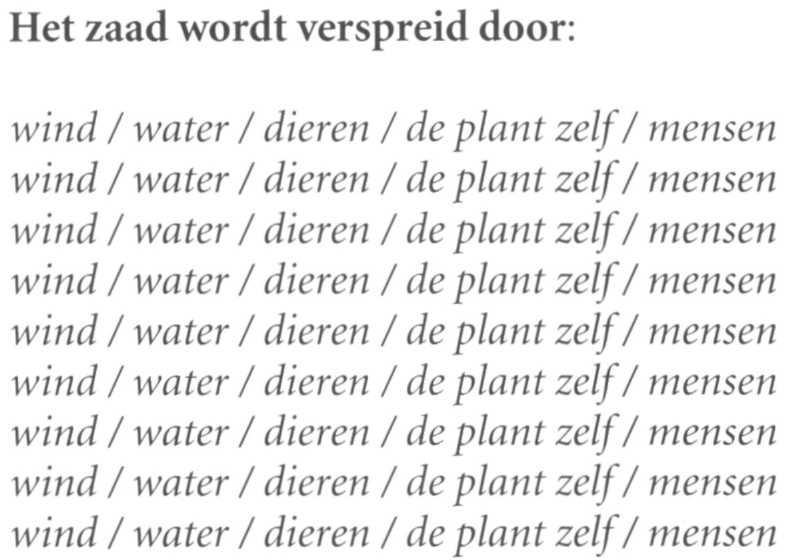 Het zaad wordt verspreid door:
wind / water / dieren / de plant zelf / mensen
wind / water / dieren / de plant zelf / mensen
wind / water / dieren / de plant zelf / mensen
wind / water / dieren / de plant zelf / mensen
wind / water / dieren / de plant zelf / mensen
wind / water / dieren / de plant zelf / mensen
wind / water / dieren / de plant zelf / mensen
wind / water / dieren / de plant zelf / mensen
wind / water / dieren / de plant zelf / mensen